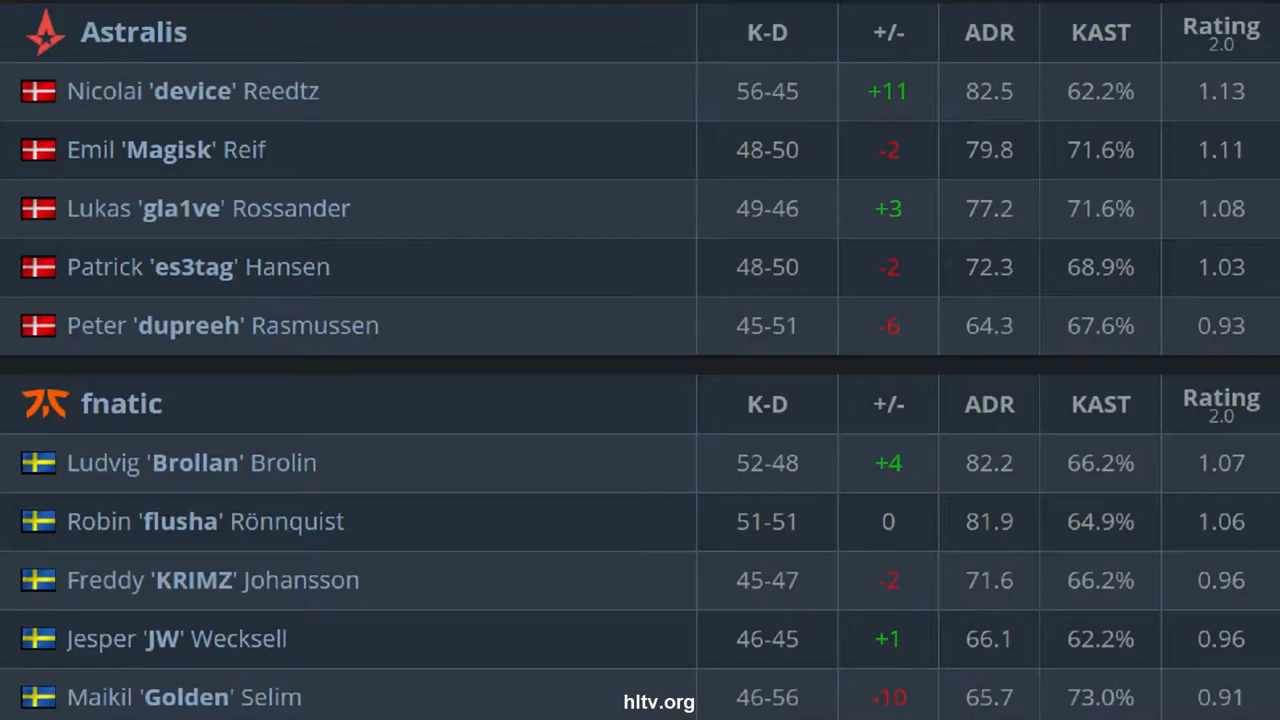 Astralis K-D +/- ADR KAST Rating 2.0
Nicolai 'device' Reedtz 56-45 +11 82.5 62.2% 1.13
Emil 'Magisk' Reif 48-50 -2 79.8 71.6% 1.11
Lukas 'gla1ve' Rossander 49-46 +3 77.2 71.6% 1.08
Patrick 'es3tag' Hansen 48-50 -2 72.3 68.9% 1.03
Peter 'dupreeh' Rasmussen 45-51 -6 64.3 67.6% 0.93
fnatic K-D +/- ADR KAST Rating 2.0
Ludvig 'Brollan' Brolin 52-48 +4 82.2 66.2% 1.07
Robin 'flusha' Rönnquist 51-51 0 81.9 64.9% 1.06
Freddy 'KRIMZ' Johansson 45-47 -2 71.6 66.2% 0.96
Jesper 'JW' Wecksell 46-45 +1 66.1 62.2% 0.96
Maikil 'Golden' Selim 46-56 -10 65.7 73.0% 0.91
hltv.org